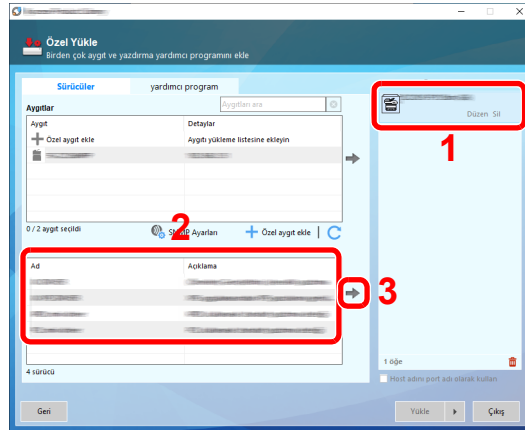 Özel Yükle
Birden çok aygıt ve yazdırma yardımcı programını ekle
Sürücüler
yardımcı program
Aygıtlar
Aygıtları ara
Aygıt
Detaylar
Özel aygıt ekle
Aygıtı yükleme listesine ekleyin
0 / 2 aygıt seçildi
Ayarları
Özel aygıt ekle
Ad
Açıklama
4 sürücü
Düzen Sil
1
2
3
1 öğe
Host adını port adı olarak kullan
Geri
Yükle
Çıkış